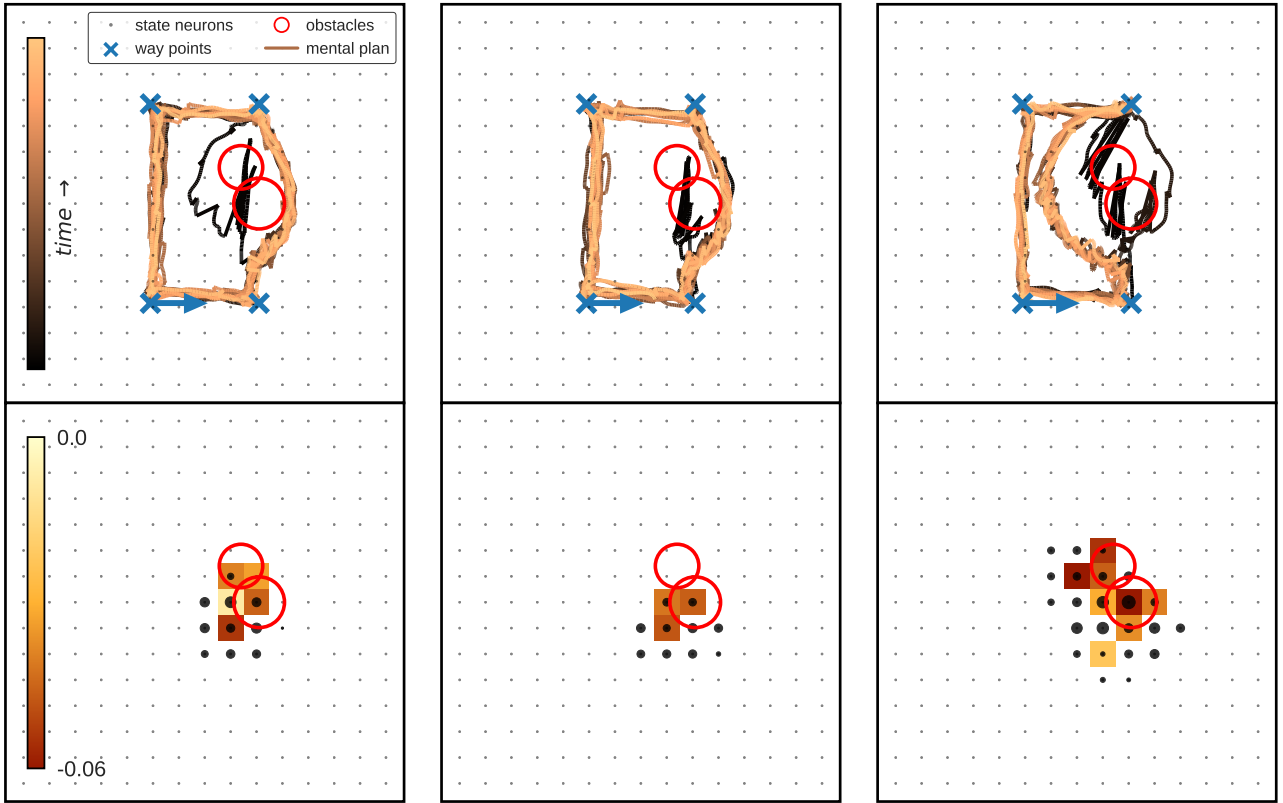 state neurons
obstacles
way points
mental plan
time →
0.0
-0.06